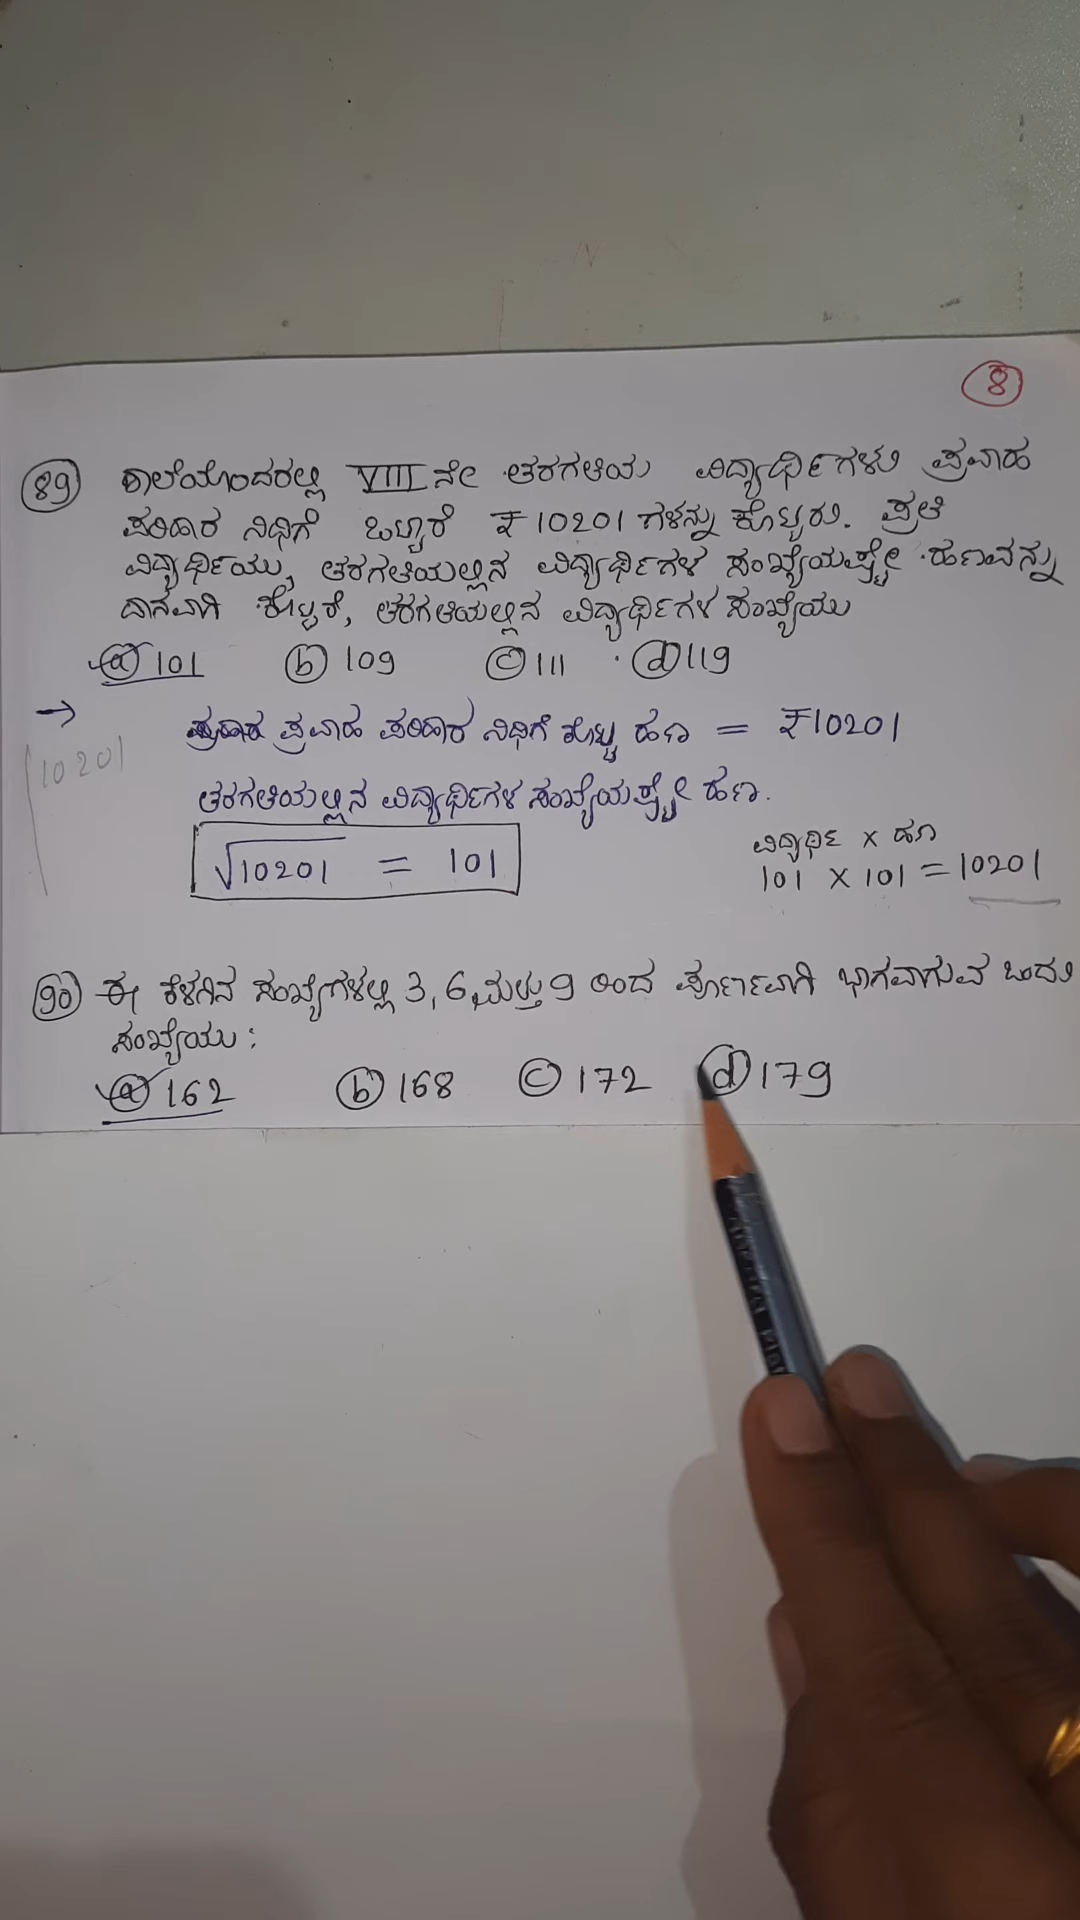 8
89 ಶಾಲೆಯೊಂದರಲ್ಲಿ VIII ನೇ ತರಗತಿಯ ವಿದ್ಯಾರ್ಥಿಗಳು ಪ್ರವಾಹ
ಪರಿಹಾರ ನಿಧಿಗೆ ಒಟ್ಟಾರೆ ₹10201 ಗಳನ್ನು ಕೊಟ್ಟರು. ಪ್ರತಿ
ವಿದ್ಯಾರ್ಥಿಯು, ತರಗತಿಯಲ್ಲಿನ ವಿದ್ಯಾರ್ಥಿಗಳ ಸಂಖ್ಯೆಯಷ್ಟೇ ಹಣವನ್ನು
ದಾನವಾಗಿ ಕೊಟ್ಟರೆ, ತರಗತಿಯಲ್ಲಿನ ವಿದ್ಯಾರ್ಥಿಗಳ ಸಂಖ್ಯೆಯು
a 101 b 109 c 111 d 119
→ ಪ್ರವಾಹ ಪರಿಹಾರ ನಿಧಿಗೆ ಕೊಟ್ಟ ಹಣ = ₹10201
10201
ತರಗತಿಯಲ್ಲಿನ ವಿದ್ಯಾರ್ಥಿಗಳ ಸಂಖ್ಯೆಯಷ್ಟೇ ಹಣ.
√10201 = 101
ವಿದ್ಯಾರ್ಥಿ ×
101 × 101 = 10201
90 ಈ ಕೆಳಗಿನ ಸಂಖ್ಯೆಗಳಲ್ಲಿ 3, 6, ಮತ್ತು 9 ರಿಂದ ಪೂರ್ಣವಾಗಿ ಭಾಗವಾಗುವ ಒಂದು
ಸಂಖ್ಯೆಯು:
a 162 b 168 c 172 d 179